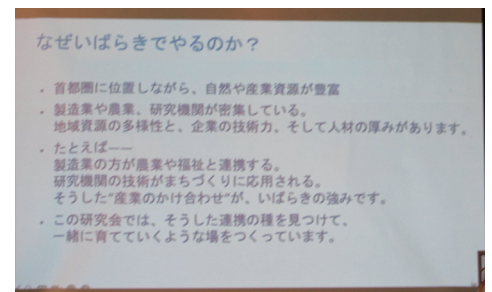 なぜいばらきでやるのか？
・首都圏に位置しながら、自然や産業資源が豊富
・製造業や農業、研究機関が密集している。
地域資源の多様性と、企業の技術力、そして人材の厚みがあります。
・たとえば——
製造業の方が農業や福祉と連携する。
研究機関の技術がまちづくりに応用される。
そうした“産業のかけ合わせ”が、いばらきの強みです。
・この研究会では、そうした連携の種を見つけて、
一緒に育てていくような場をつくっています。